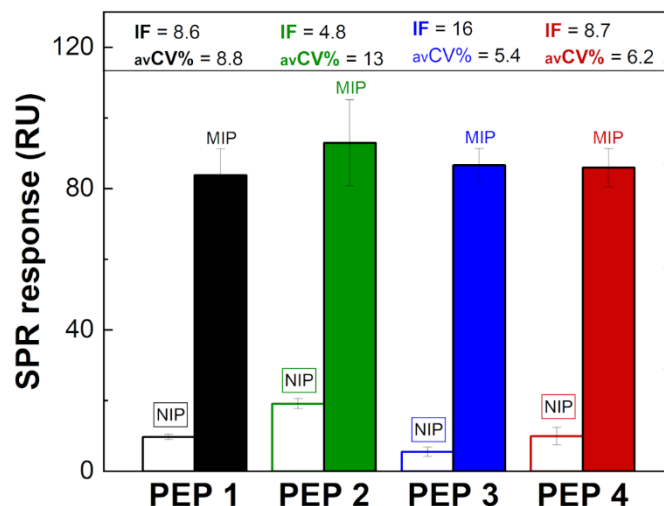 IF = 8.6 IF = 4.8 IF = 16 IF = 8.7
avCV% = 8.8 avCV% = 13 avCV% = 5.4 avCV% = 6.2
120
80
40
0
SPR response (RU)
MIP MIP MIP MIP
NIP NIP NIP NIP
PEP 1 PEP 2 PEP 3 PEP 4